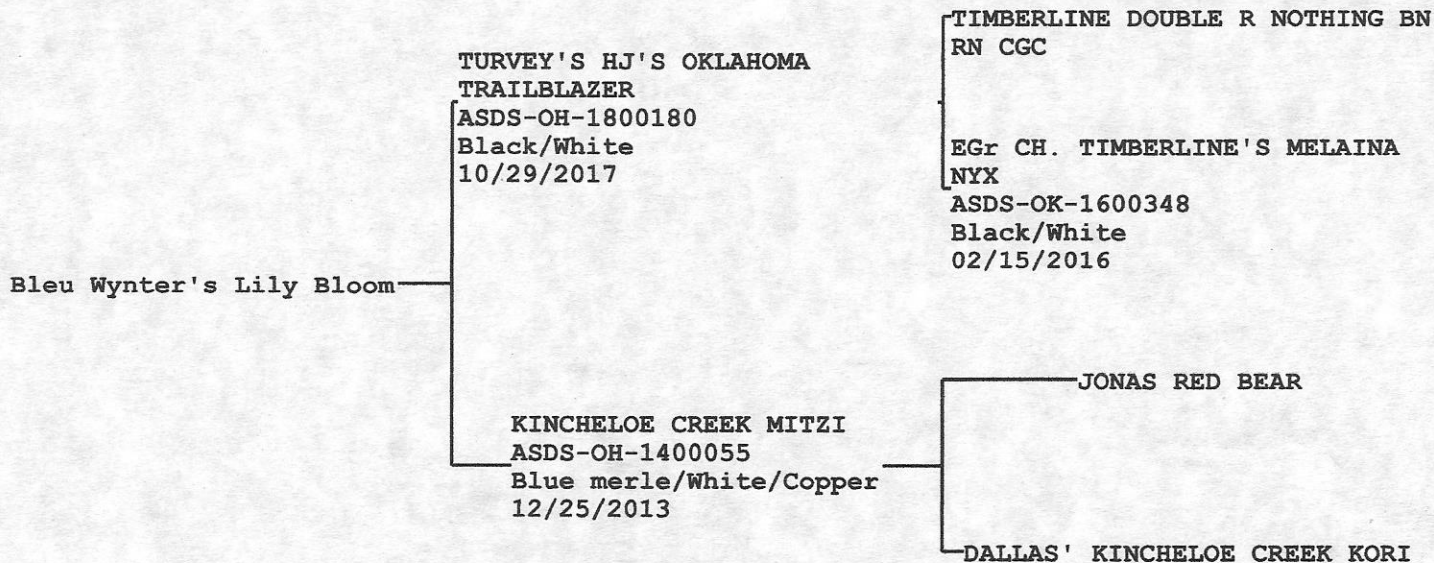 TIMBERLINE DOUBLE R NOTHING BN
RN CGC
TURVEY'S HJ'S OKLAHOMA
TRAILBLAZER
ASDS-OH-1800180
Black/White
10/29/2017
EGr CH. TIMBERLINE'S MELAINA
NYX
ASDS-OK-1600348
Black/White
02/15/2016
Bleu Wynter's Lily Bloom
JONAS RED BEAR
KINCHELOE CREEK MITZI
ASDS-OH-1400055
Blue merle/White/Copper
12/25/2013
DALLAS' KINCHELOE CREEK KORI